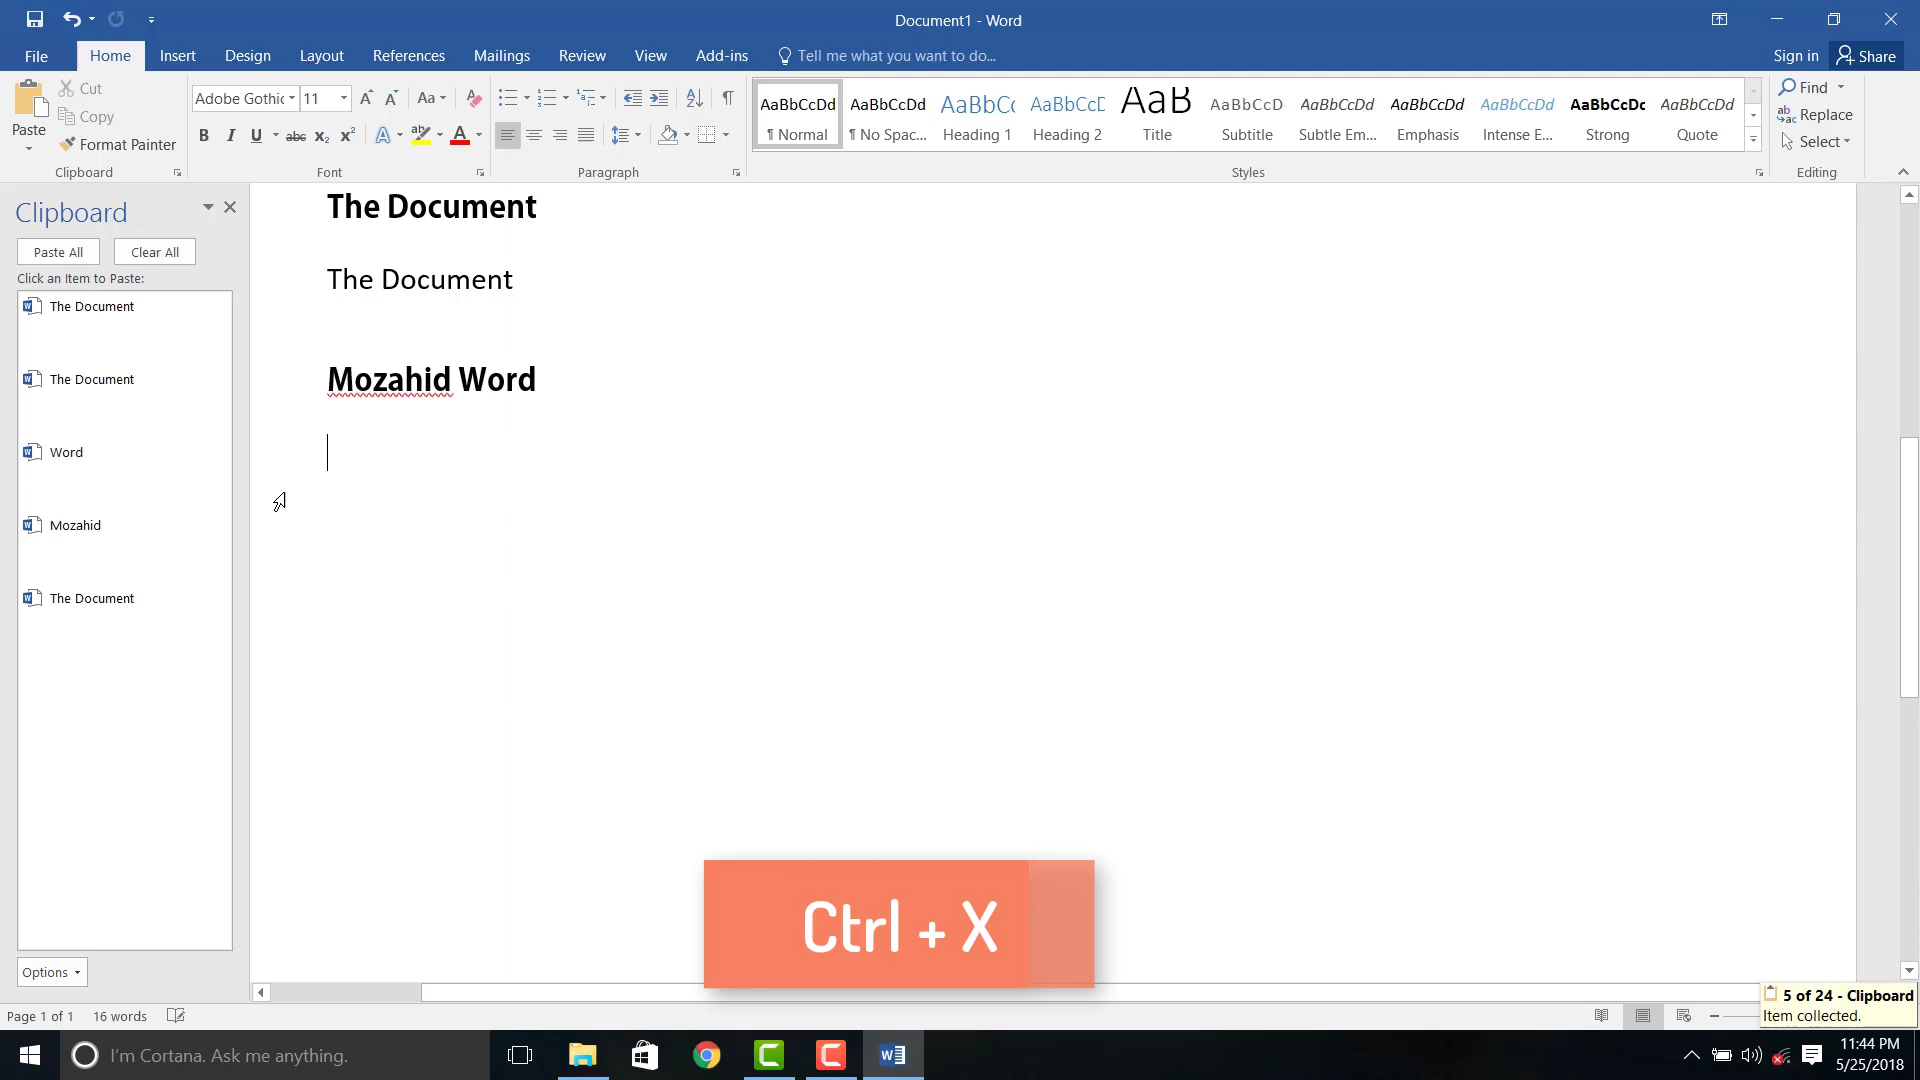 Document1 - Word
File Home Insert Design Layout References Mailings Review View Add-ins Tell me what you want to do... Sign in Share
Paste
Cut
Copy
Format Painter
Clipboard
Adobe Gothic 11 Aa
B I U abc X₂ X² A ab A
Font
Paragraph
AaBbCcDd AaBbCcDd AaBbCc AaBbCcD AaB AaBbCcD AaBbCcDd AaBbCcDd AaBbCcDd AaBbCcDc AaBbCcDd
¶ Normal ¶ No Spac... Heading 1 Heading 2 Title Subtitle Subtle Em... Emphasis Intense E... Strong Quote
Styles
Find
Replace
Select
Editing
Clipboard
Paste All Clear All
Click an Item to Paste:
The Document
The Document
Word
Mozahid
The Document
Options
The Document
The Document
Mozahid Word
Ctrl + X
5 of 24 - Clipboard
Item collected.
Page 1 of 1 16 words
I'm Cortana. Ask me anything.
11:44 PM
5/25/2018